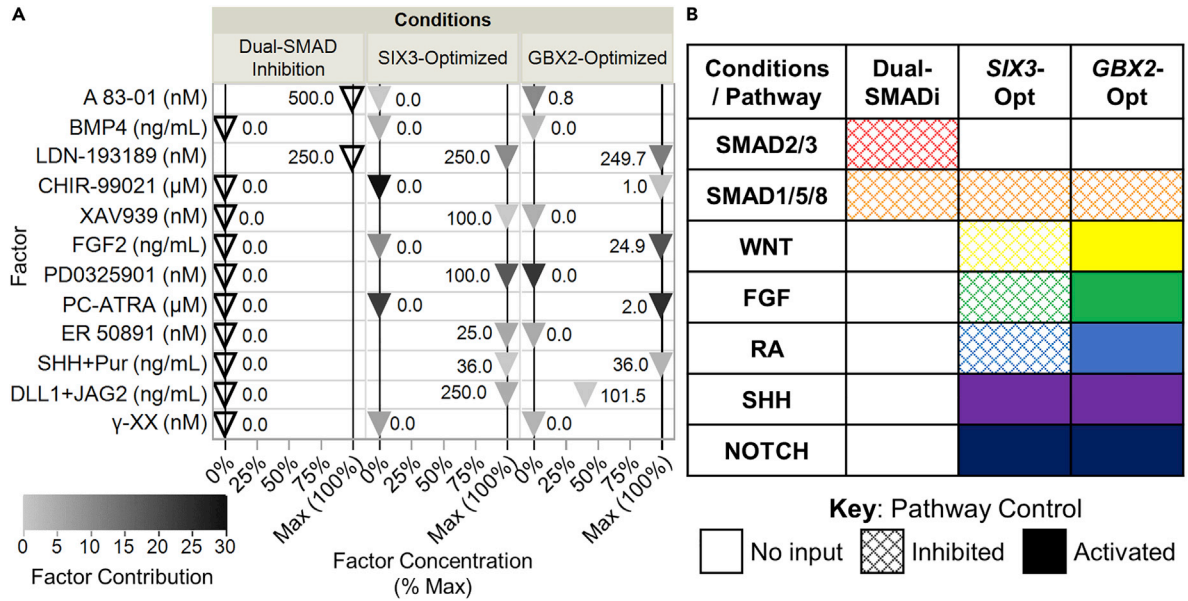 A
Conditions
Dual-SMAD
Inhibition
SIX3-Optimized
GBX2-Optimized
Factor
A 83-01 (nM) 500.0 0.0 0.8
BMP4 (ng/mL) 0.0 0.0 0.0
LDN-193189 (nM) 250.0 250.0 249.7
CHIR-99021 (µM) 0.0 0.0 1.0
XAV939 (nM) 0.0 100.0 0.0
FGF2 (ng/mL) 0.0 0.0 24.9
PD0325901 (nM) 0.0 100.0 0.0
PC-ATRA (µM) 0.0 0.0 2.0
ER 50891 (nM) 0.0 25.0 0.0
SHH+Pur (ng/mL) 0.0 36.0 36.0
DLL1+JAG2 (ng/mL) 0.0 250.0 101.5
γ-XX (nM) 0.0 0.0 0.0
0% 25% 50% 75% Max (100%) 0% 25% 50% 75% Max (100%) 0% 25% 50% 75% Max (100%)
Factor Concentration
(% Max)
0 5 10 15 20 25 30
Factor Contribution
B
Conditions
/ Pathway
Dual-
SMADi
SIX3-
Opt
GBX2-
Opt
SMAD2/3
SMAD1/5/8
WNT
FGF
RA
SHH
NOTCH
Key: Pathway Control
No input Inhibited Activated